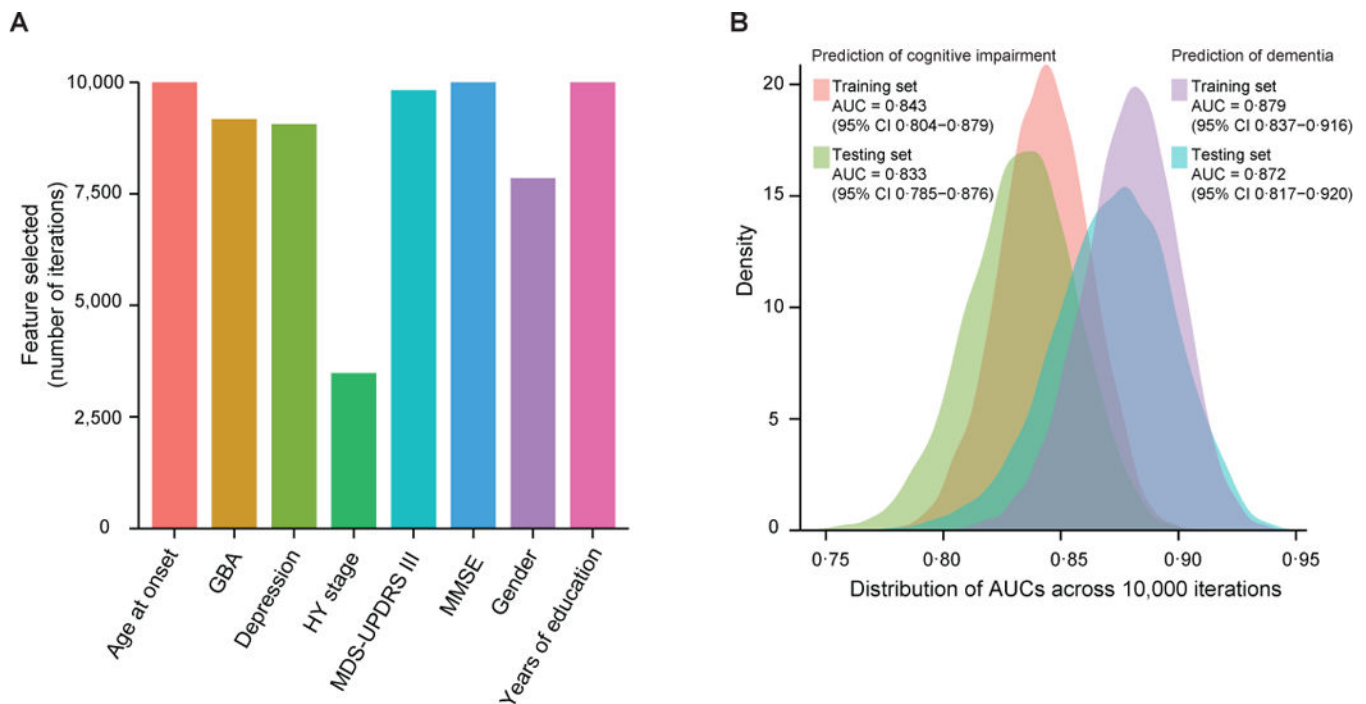 A
Feature selected
(number of iterations)
10,000
7,500
5,000
2,500
0
Age at onset
GBA
Depression
HY stage
MDS-UPDRS III
MMSE
Gender
Years of education
B
Prediction of cognitive impairment
Training set
AUC = 0·843
(95% CI 0·804–0·879)
Testing set
AUC = 0·833
(95% CI 0·785–0·876)
Prediction of dementia
Training set
AUC = 0·879
(95% CI 0·837–0·916)
Testing set
AUC = 0·872
(95% CI 0·817–0·920)
Density
20
15
10
5
0
0·75
0·80
0·85
0·90
0·95
Distribution of AUCs across 10,000 iterations